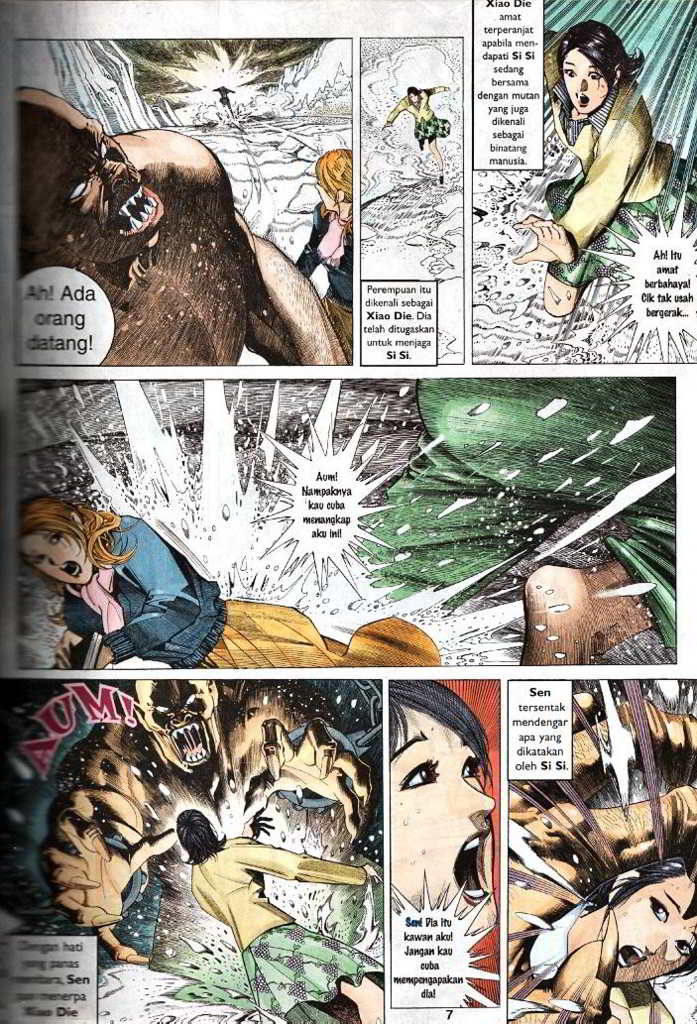 Ah! Ada
orang
datang!
Perempuan itu
dikenali sebagai
Xiao Die. Dia
telah ditugaskan
untuk menjaga
Si Si.
Xiao Die
amat
terperanjat
apabila men-
dapati Si Si
sedang
bersama
dengan mutan
yang juga
dikenali
sebagai
binatang
manusia.
Ah! Itu
amat
berbahaya!
Cik tak usah
bergerak...
Aum!
Nampaknya
kau cuba
menangkap
aku ini!
AUM!
Dengan hati
yang panas
membara, Sen
pun menerpa
Xiao Die
Sen! Dia itu
kawan aku!
Jangan kau
cuba
mempengapakan
dia!
Sen
tersentak
mendengar
apa yang
dikatakan
oleh Si Si.
7